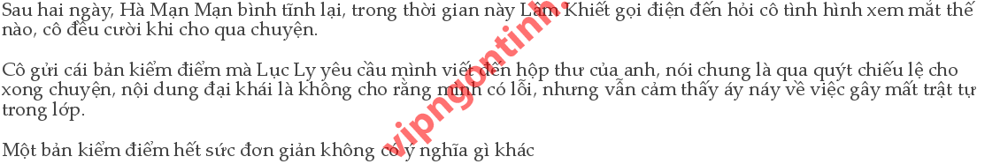 Sau hai ngày, Hà Mạn Mạn bình tĩnh lại, trong thời gian này Lâm Khiết gọi điện đến hỏi cô tình hình xem mắt thế
nào, cô đều cười khi cho qua chuyện.
Cô gửi cái bản kiểm điểm mà Lục Ly yêu cầu mình viết đến hộp thư của anh, nói chung là qua quýt chiếu lệ cho
xong chuyện, nội dung đại khái là không cho rằng mình có lỗi, nhưng vẫn cảm thấy áy náy về việc gây mất trật tự
trong lớp.
Một bản kiểm điểm hết sức đơn giản không có ý nghĩa gì khác
vipngontinh.